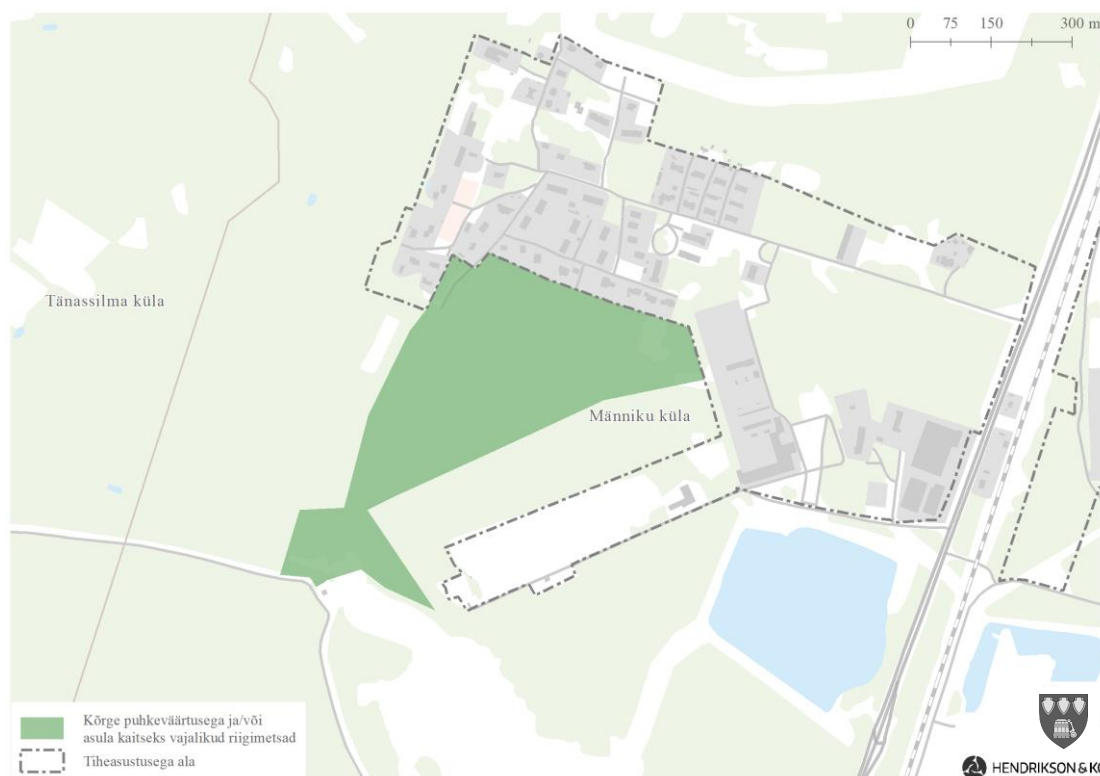 0 75 150 300 m
Tänassilma küla
Männiku küla
Kõrge puhkeväärtusega ja/või
asula kaitseks vajalikud riigimetsad
Tiheasustusega ala
HENDRIKSON & KO